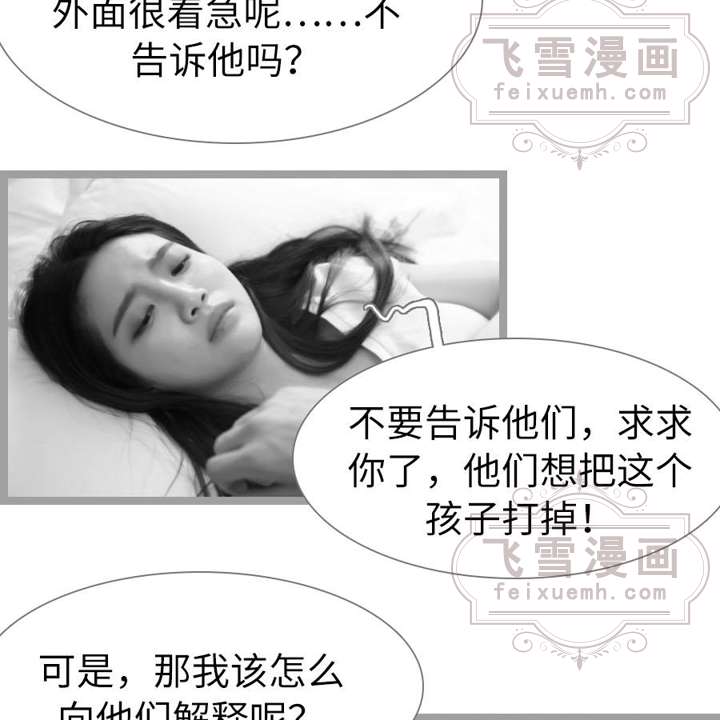 外面很着急呢……不
告诉他吗？
飞雪漫画
feixuemh.com
不要告诉他们，求求
你了，他们想把这个
孩子打掉！
飞雪漫画
feixuemh.com
可是，那我该怎么
向他们解释呢？